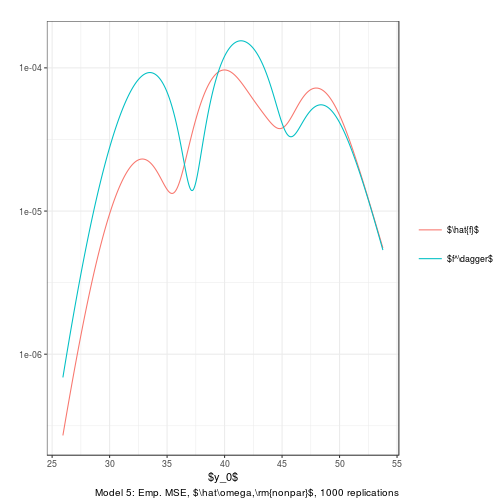 1e-04
1e-05
1e-06
25 30 35 40 45 50 55
$y_0$
$\hat{f}$
$f^\dagger$
Model 5: Emp. MSE, $\hat\omega,\rm{nonpar}$, 1000 replications